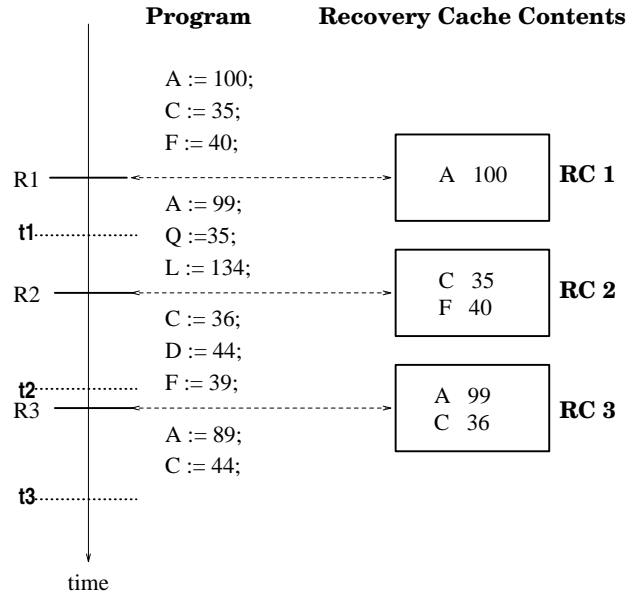 Program Recovery Cache Contents
A := 100;
C := 35;
F := 40;
R1
A 100
RC 1
A := 99;
t1
Q :=35;
L := 134;
R2
C 35
F 40
RC 2
C := 36;
D := 44;
F := 39;
t2
R3
A 99
C 36
RC 3
A := 89;
C := 44;
t3
time